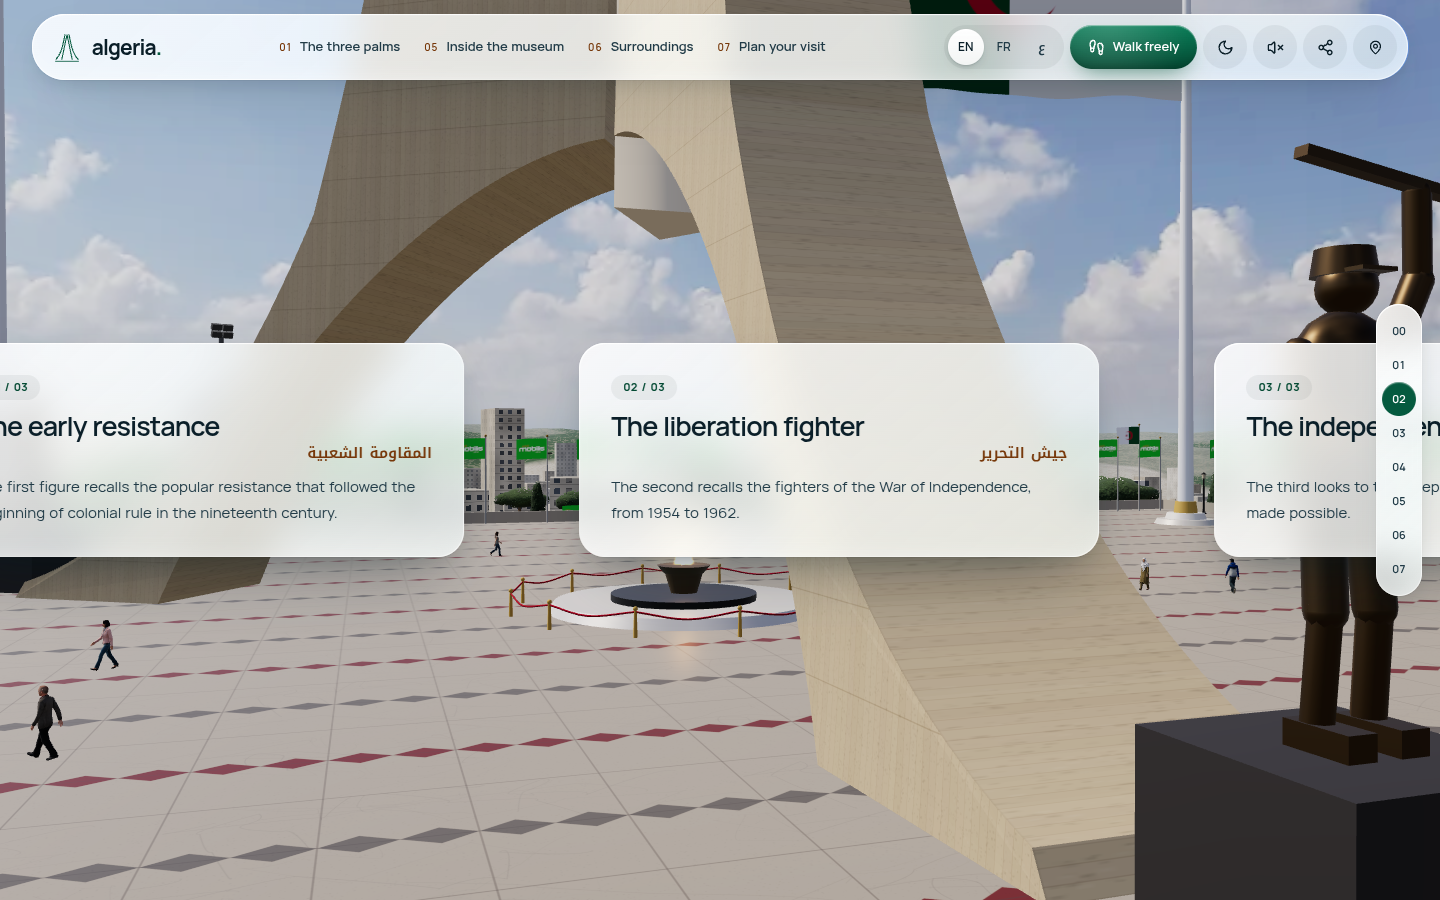 algeria.
01 The three palms
05 Inside the museum
06 Surroundings
07 Plan your visit
EN
FR
ع
Walk freely
/ 03
early resistance
المقاومة الشعبية
first figure recalls the popular resistance that followed the
of colonial rule in the nineteenth century.
02 / 03
The liberation fighter
جيش التحرير
The second recalls the fighters of the War of Independence,
from 1954 to 1962.
03 / 03
The
The third looks to
made possible.
00
01
02
03
04
05
06
07
mobilis
mobilis